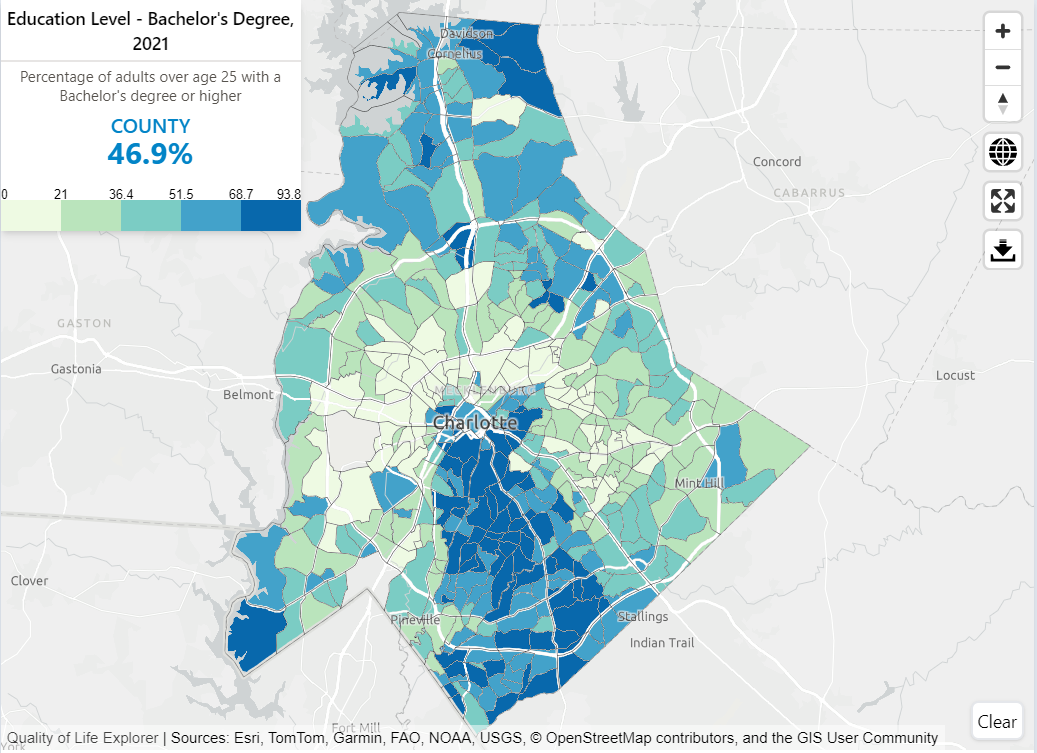 Education Level - Bachelor's Degree,
2021
Percentage of adults over age 25 with a
Bachelor's degree or higher
COUNTY
46.9%
0 21 36.4 51.5 68.7 93.8
Davidson
Cornelius
Concord
CABARRUS
GASTON
Gastonia
Belmont
Locust
MECKLENBURG
Charlotte
Mint Hill
Clover
Pineville
Stallings
Indian Trail
Fort Mill
York
Clear
Quality of Life Explorer | Sources: Esri, TomTom, Garmin, FAO, NOAA, USGS, © OpenStreetMap contributors, and the GIS User Community